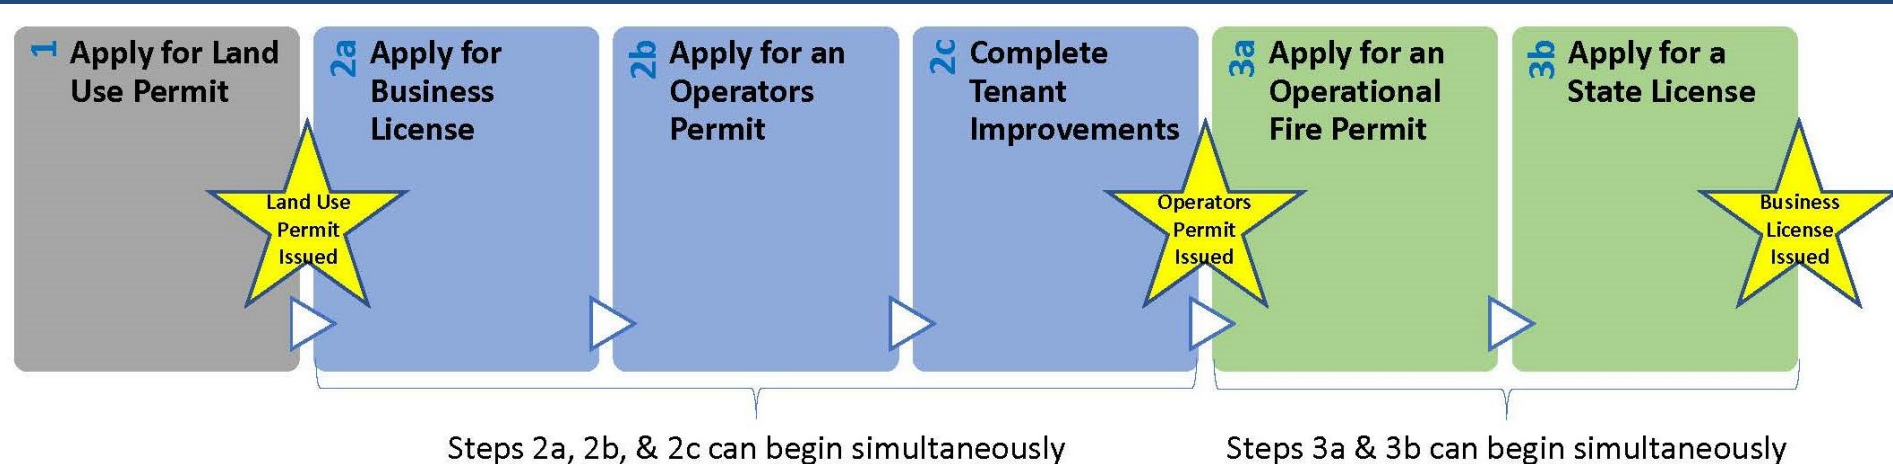 1
Apply for Land
Use Permit
2a
Apply for
Business
License
2b
Apply for an
Operators
Permit
2c
Complete
Tenant
Improvements
3a
Apply for an
Operational
Fire Permit
3b
Apply for a
State License
Land Use
Permit
Issued
Operators
Permit
Issued
Business
License
Issued
Steps 2a, 2b, & 2c can begin simultaneously
Steps 3a & 3b can begin simultaneously